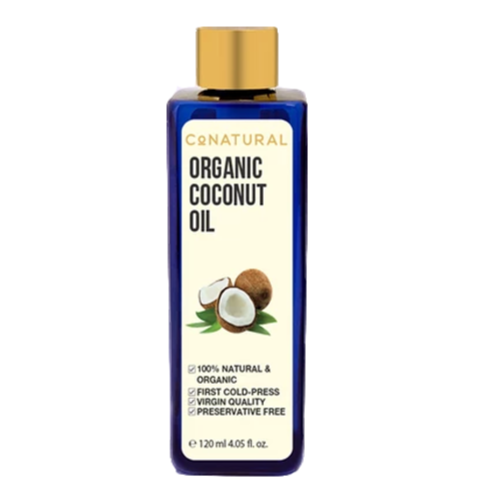 CoNATURAL
ORGANIC
COCONUT
OIL
☑ 100% NATURAL &
ORGANIC
☑ FIRST COLD-PRESS
☑ VIRGIN QUALITY
☑ PRESERVATIVE FREE
℮ 120 ml 4.05 fl. oz.